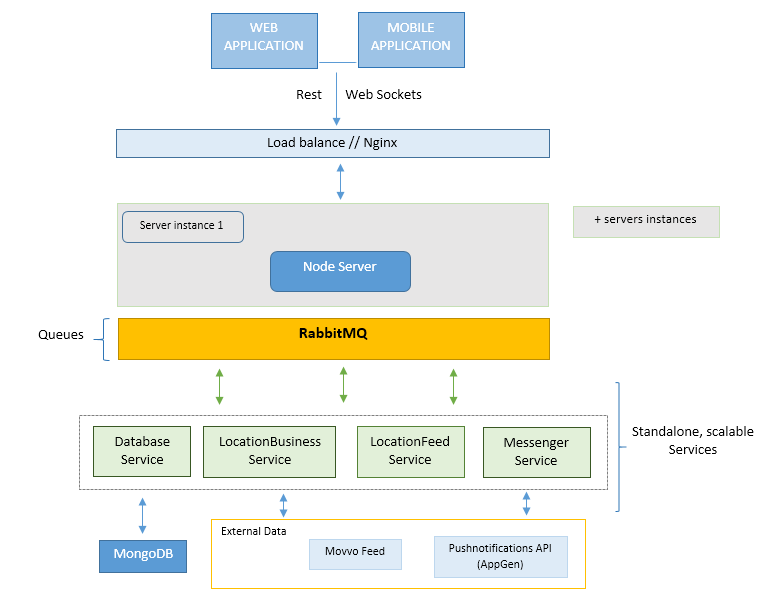 WEB
APPLICATION
MOBILE
APPLICATION
Rest
Web Sockets
Load balance // Nginx
Server instance 1
+ servers instances
Node Server
Queues
RabbitMQ
Database
Service
LocationBusiness
Service
LocationFeed
Service
Messenger
Service
Standalone, scalable
Services
MongoDB
External Data
Movvo Feed
Pushnotifications API
(AppGen)